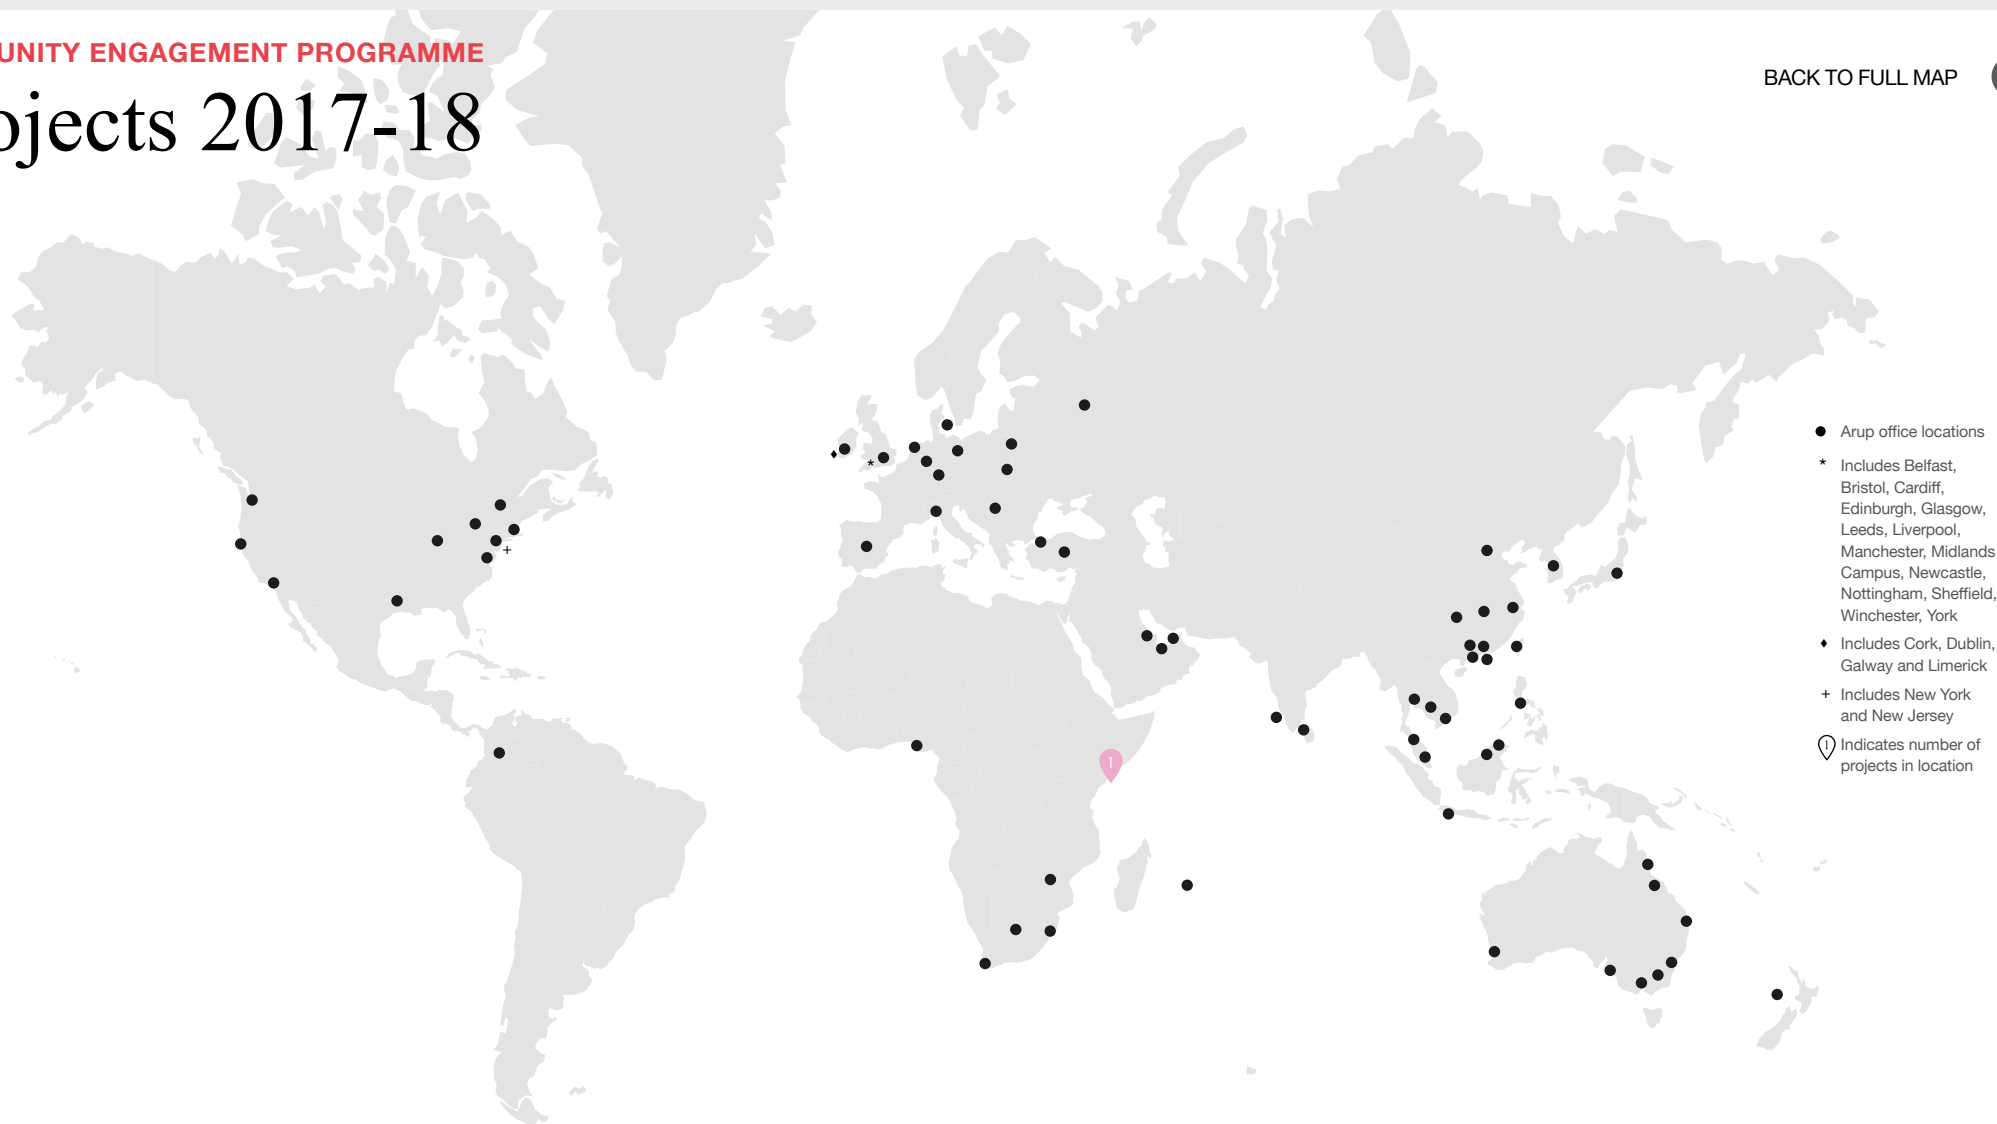 UNITY ENGAGEMENT PROGRAMME
ojects 2017-18
BACK TO FULL MAP
● Arup office locations
* Includes Belfast,
Bristol, Cardiff,
Edinburgh, Glasgow,
Leeds, Liverpool,
Manchester, Midlands
Campus, Newcastle,
Nottingham, Sheffield,
Winchester, York
♦ Includes Cork, Dublin,
Galway and Limerick
+ Includes New York
and New Jersey
1 Indicates number of
projects in location
*
♦
+
1